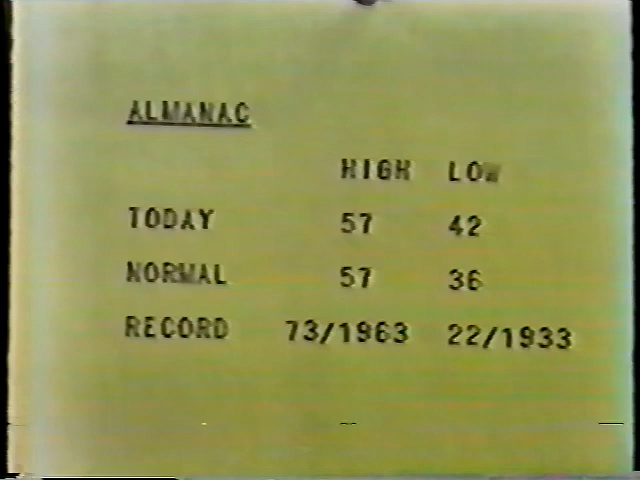 ALMANAC
HIGH LOW
TODAY 57 42
NORMAL 57 36
RECORD 73/1963 22/1933